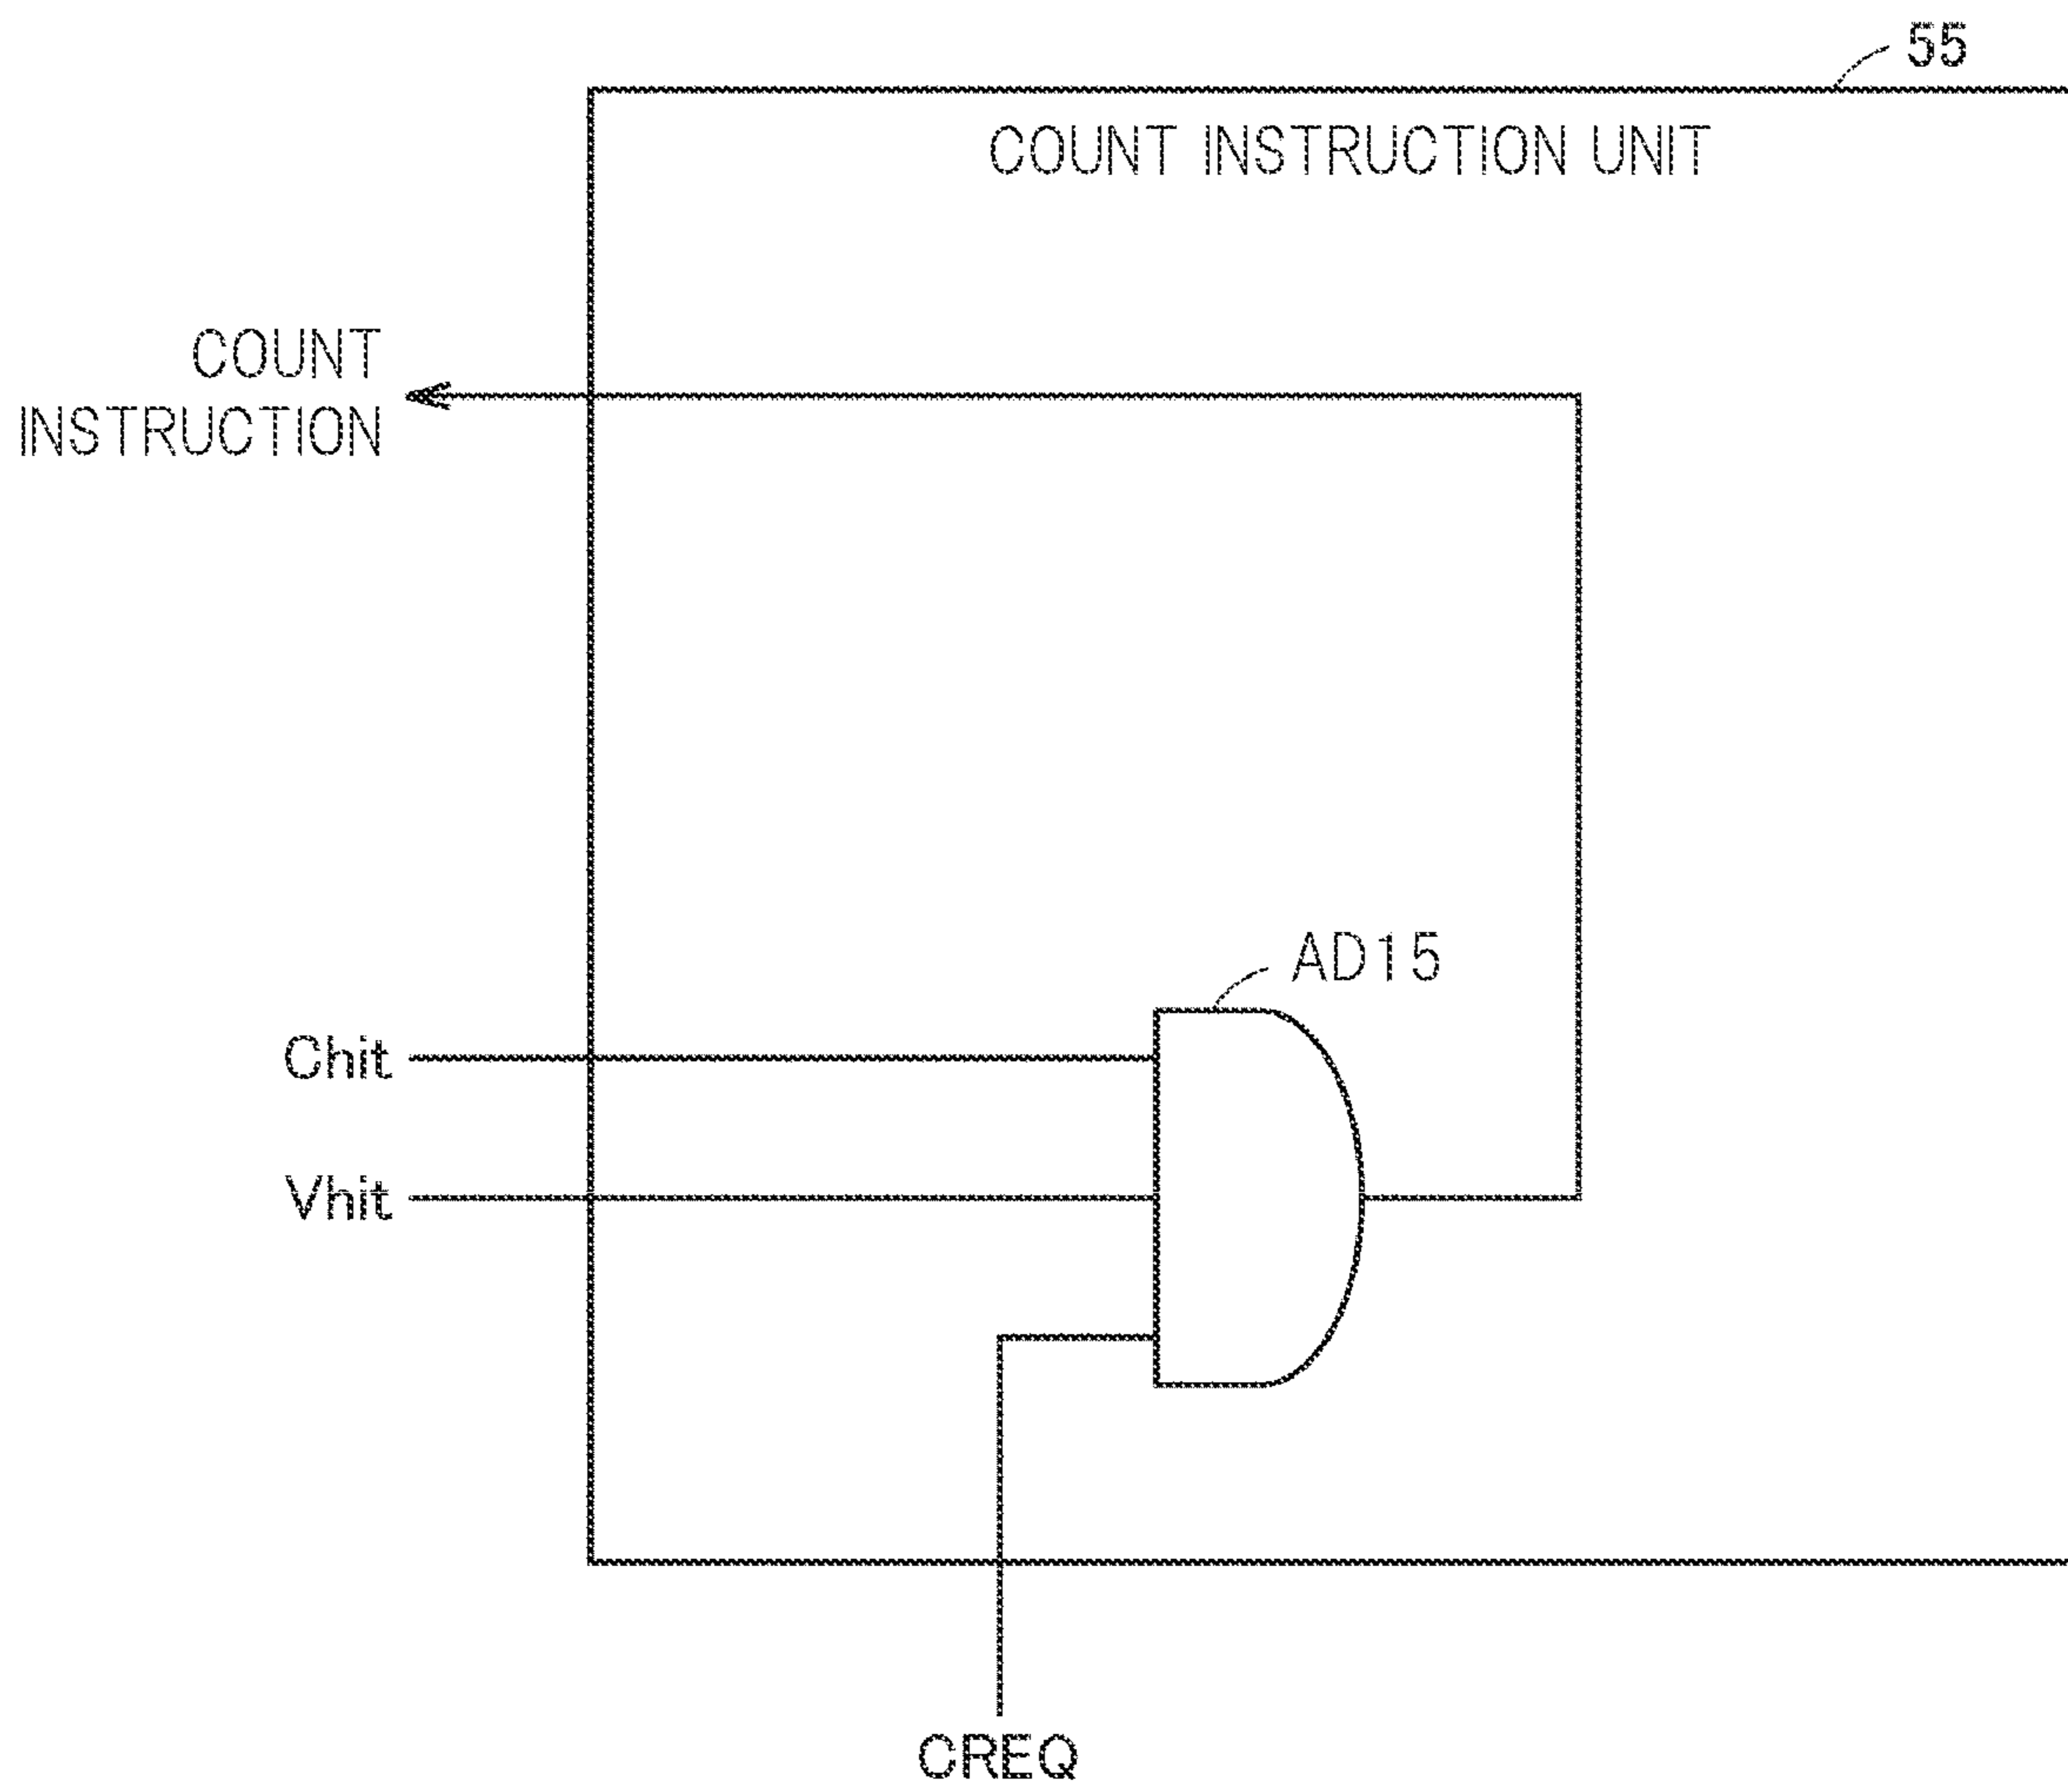 55
COUNT INSTRUCTION UNIT
COUNT
INSTRUCTION
AD15
Chit
Vhit
CREQ